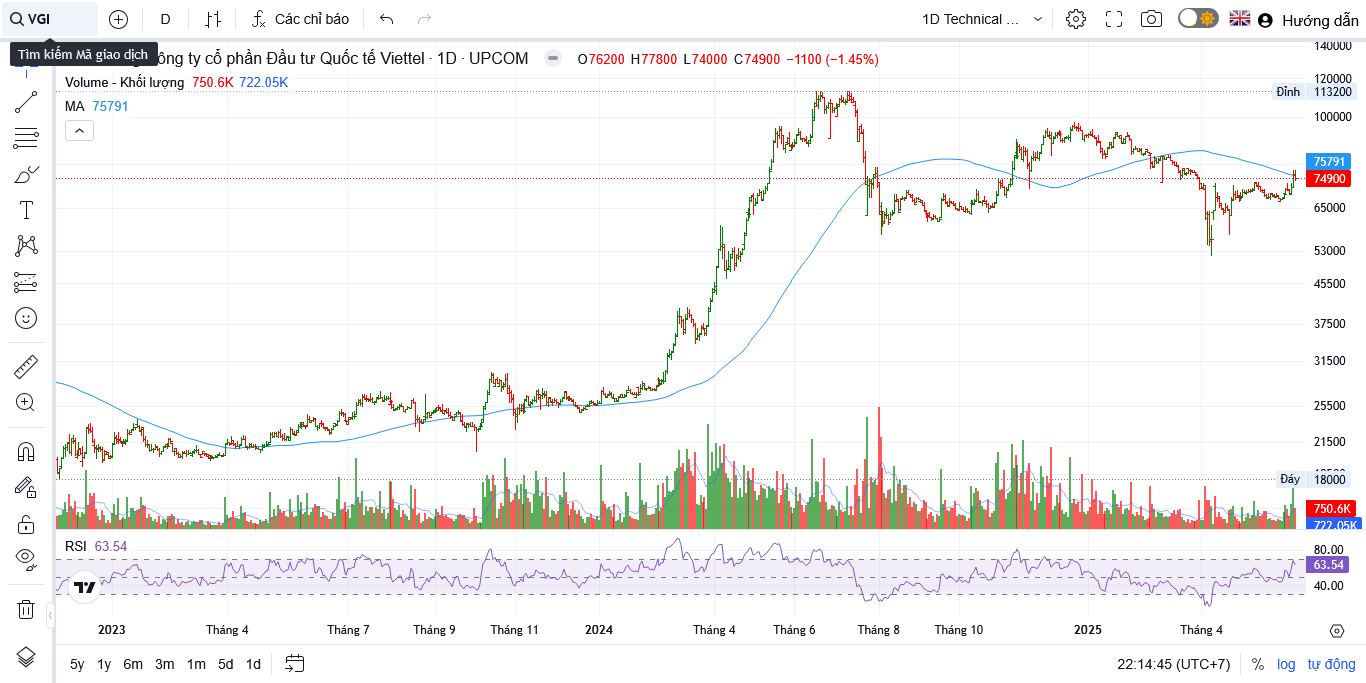 VGI
D
Các chỉ báo
1D Technical ...
Hướng dẫn
Tìm kiếm Mã giao dịch
ông ty cổ phần Đầu tư Quốc tế Viettel · 1D · UPCOM
O76200 H77800 L74000 C74900 −1100 (−1.45%)
Volume - Khối lượng 750.6K 722.05K
MA 75791
140000
120000
Đỉnh 113200
100000
75791
74900
65000
53000
45500
37500
31500
25500
21500
Đáy 18000
750.6K
722.05K
RSI 63.54
80.00
63.54
40.00
2023 Tháng 4 Tháng 7 Tháng 9 Tháng 11 2024 Tháng 4 Tháng 6 Tháng 8 Tháng 10 2025 Tháng 4
5y 1y 6m 3m 1m 5d 1d
22:14:45 (UTC+7) % log tự động